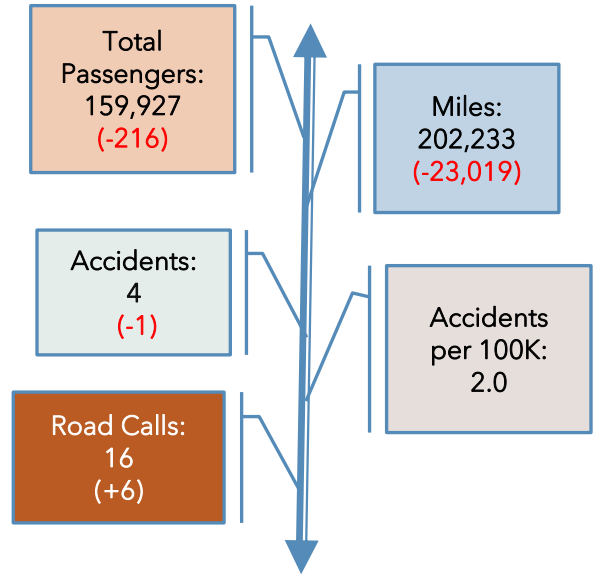 Total
Passengers:
159,927
(-216)
Miles:
202,233
(-23,019)
Accidents:
4
(-1)
Accidents
per 100K:
2.0
Road Calls:
16
(+6)